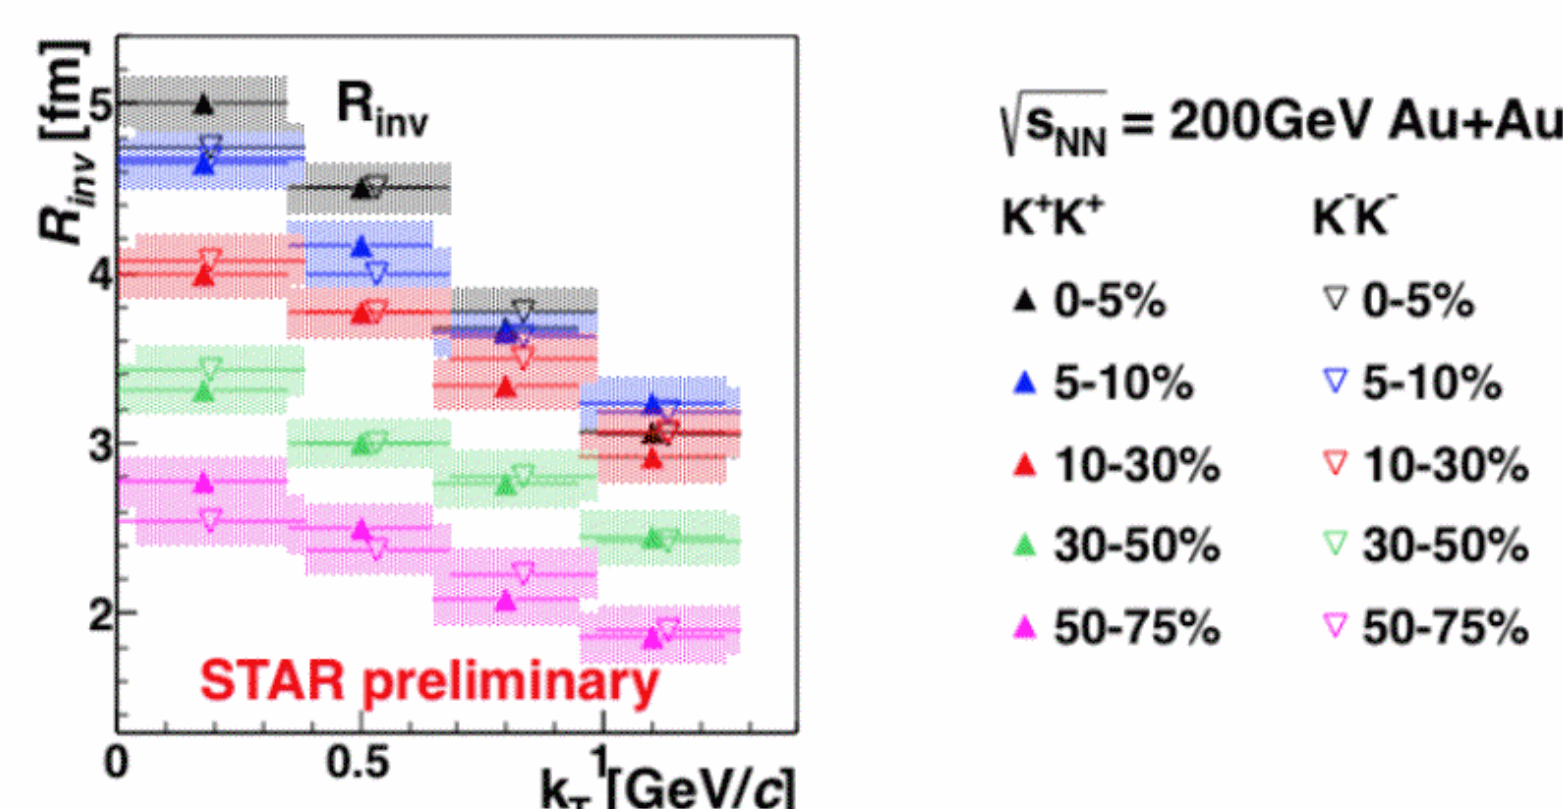 R_inv [fm]
5
4
3
2
R_inv
STAR preliminary
0 0.5 1
k_T [GeV/c]
√s_NN = 200GeV Au+Au
K⁺K⁺ K⁻K⁻
0-5% 0-5%
5-10% 5-10%
10-30% 10-30%
30-50% 30-50%
50-75% 50-75%